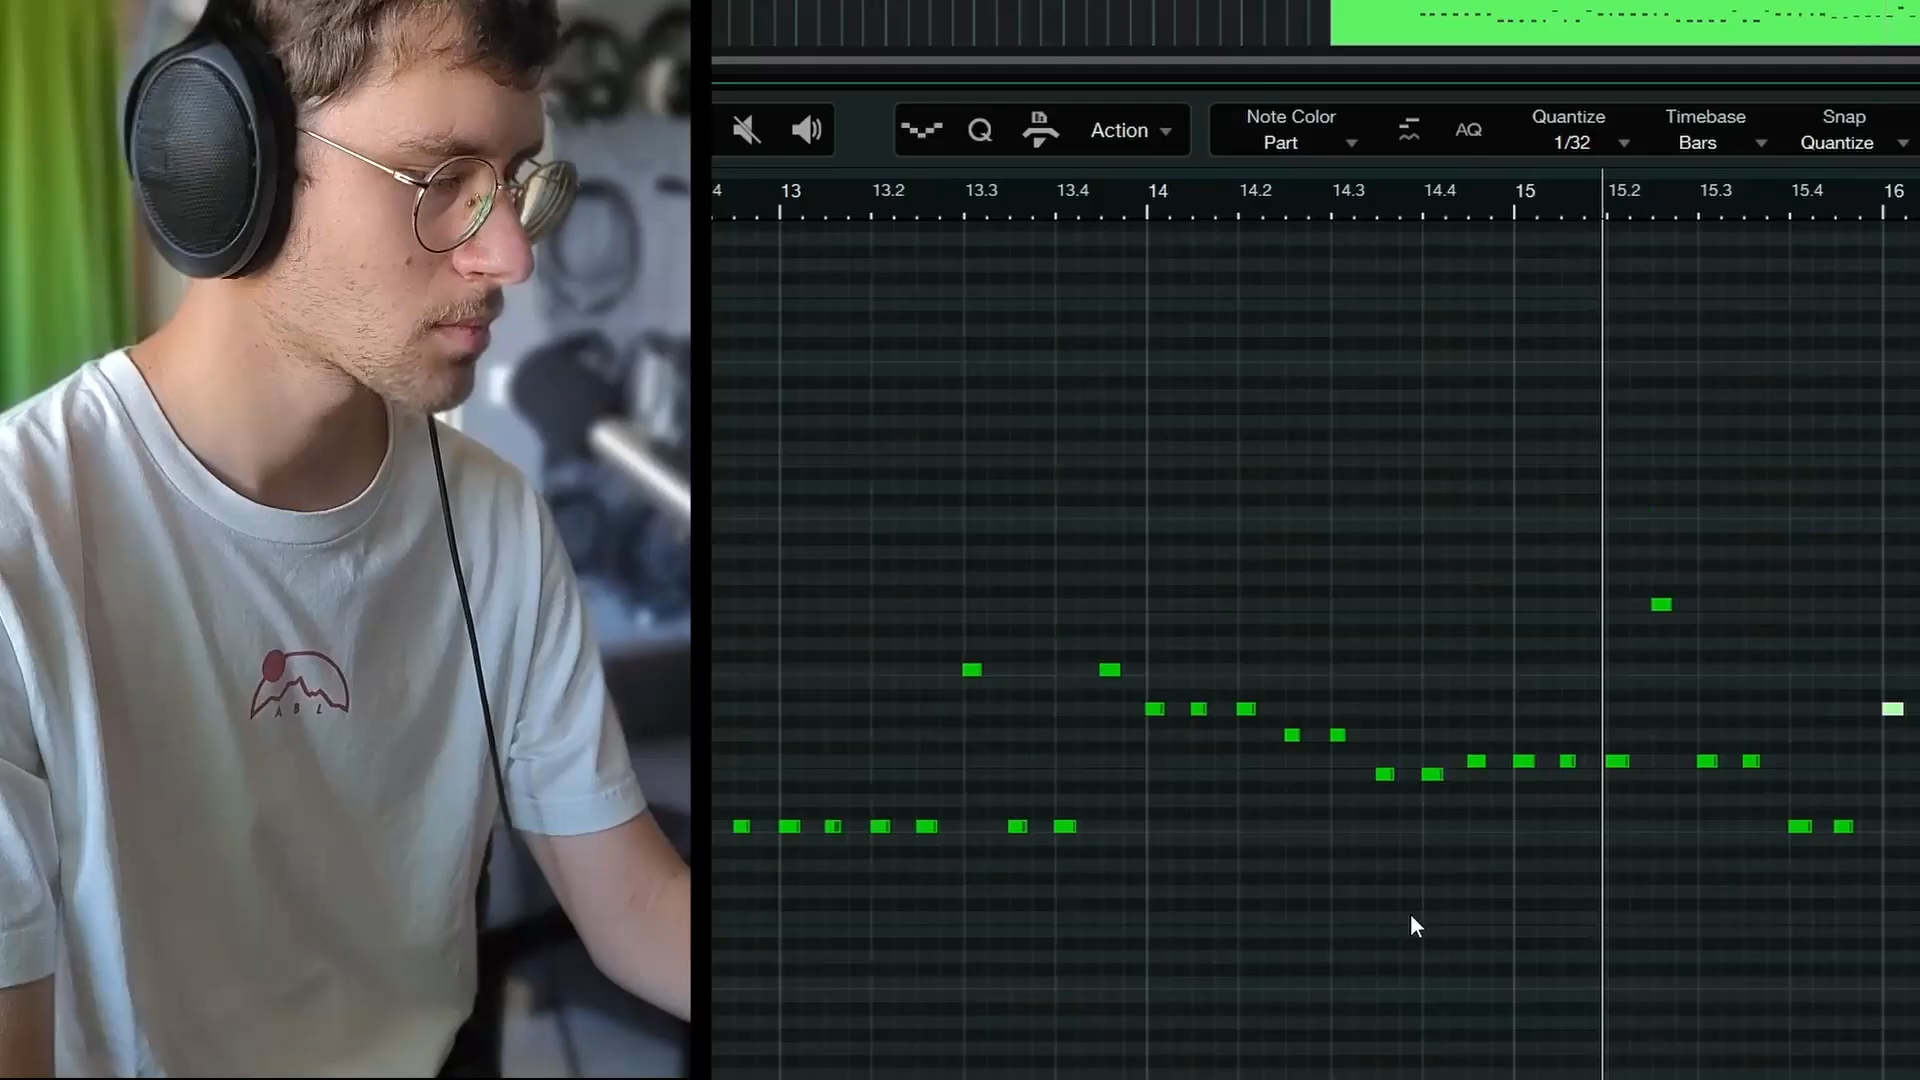 Action
Note Color
Part
AQ
Quantize
1/32
Timebase
Bars
Snap
Quantize
4 13 13.2 13.3 13.4 14 14.2 14.3 14.4 15 15.2 15.3 15.4 16
A B L